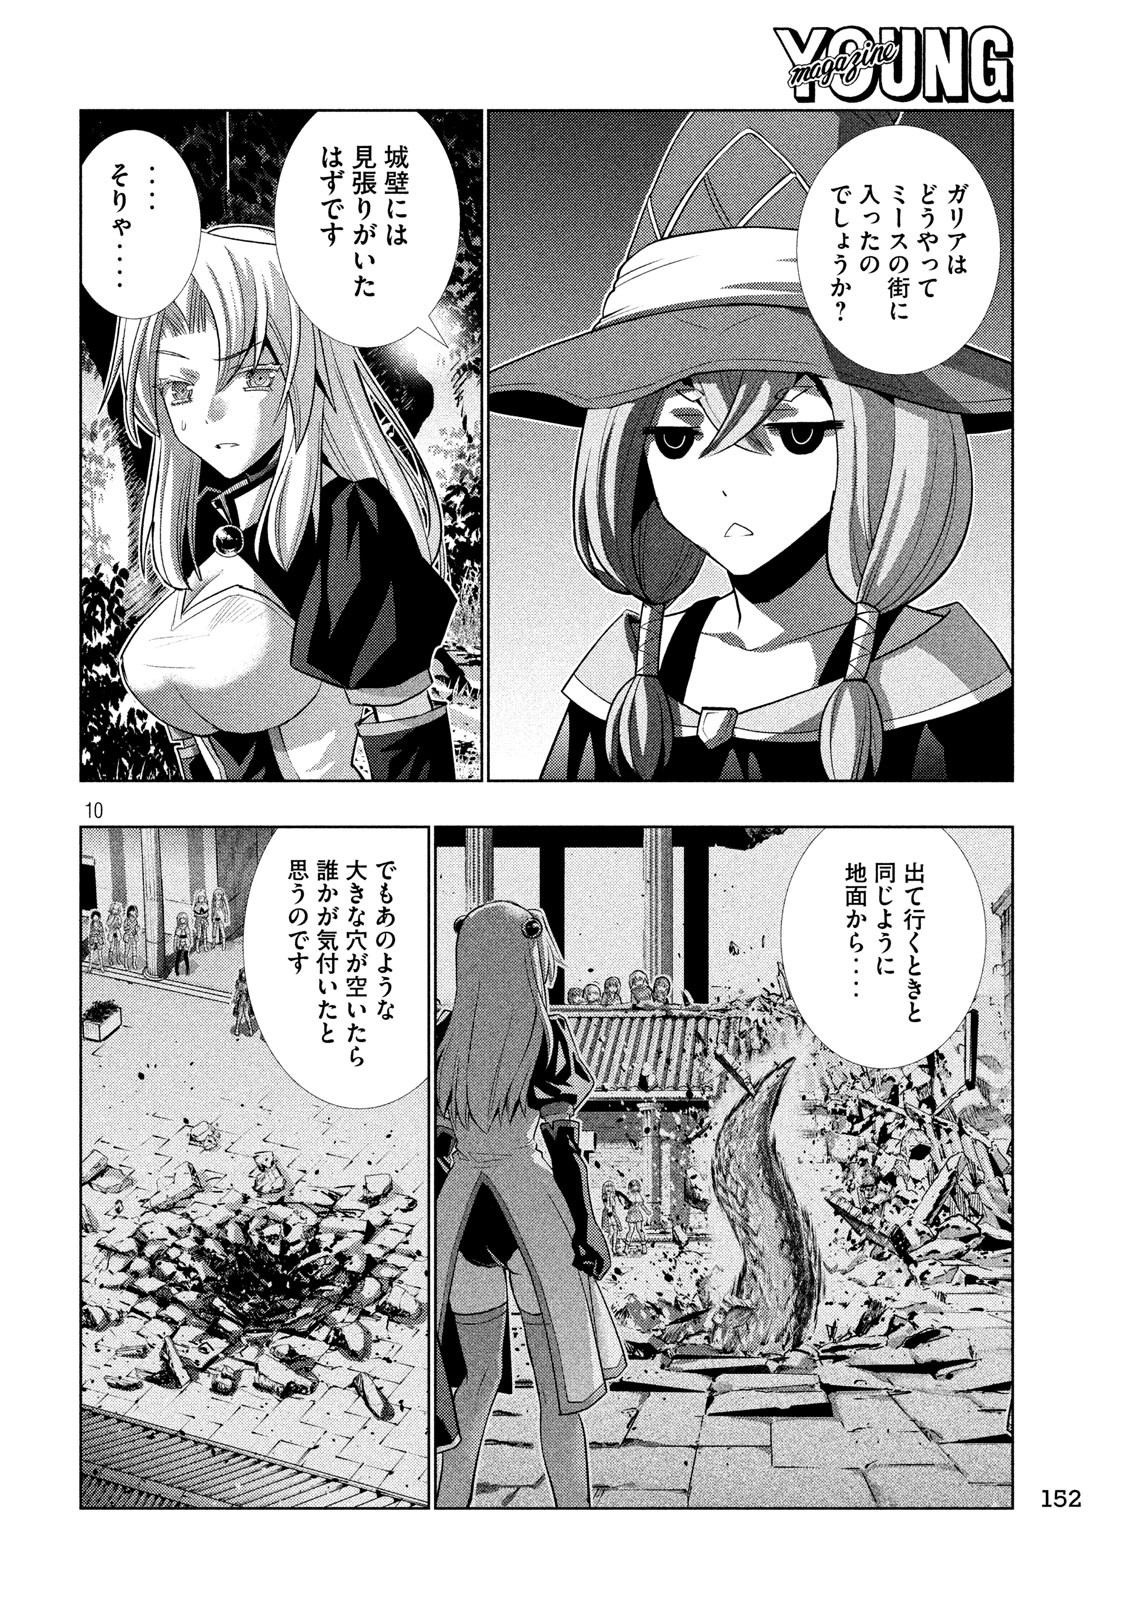 YOUNG
magazine
ガリアは
どうやって
ミースの街に
入ったの
でしょうか?
城壁には
見張りがいた
はずです
‥‥
そりゃ‥‥
10
出て行くときと
同じように
地面から‥‥
でもあのような
大きな穴が空いたら
誰かが気付いたと
思うのです
152